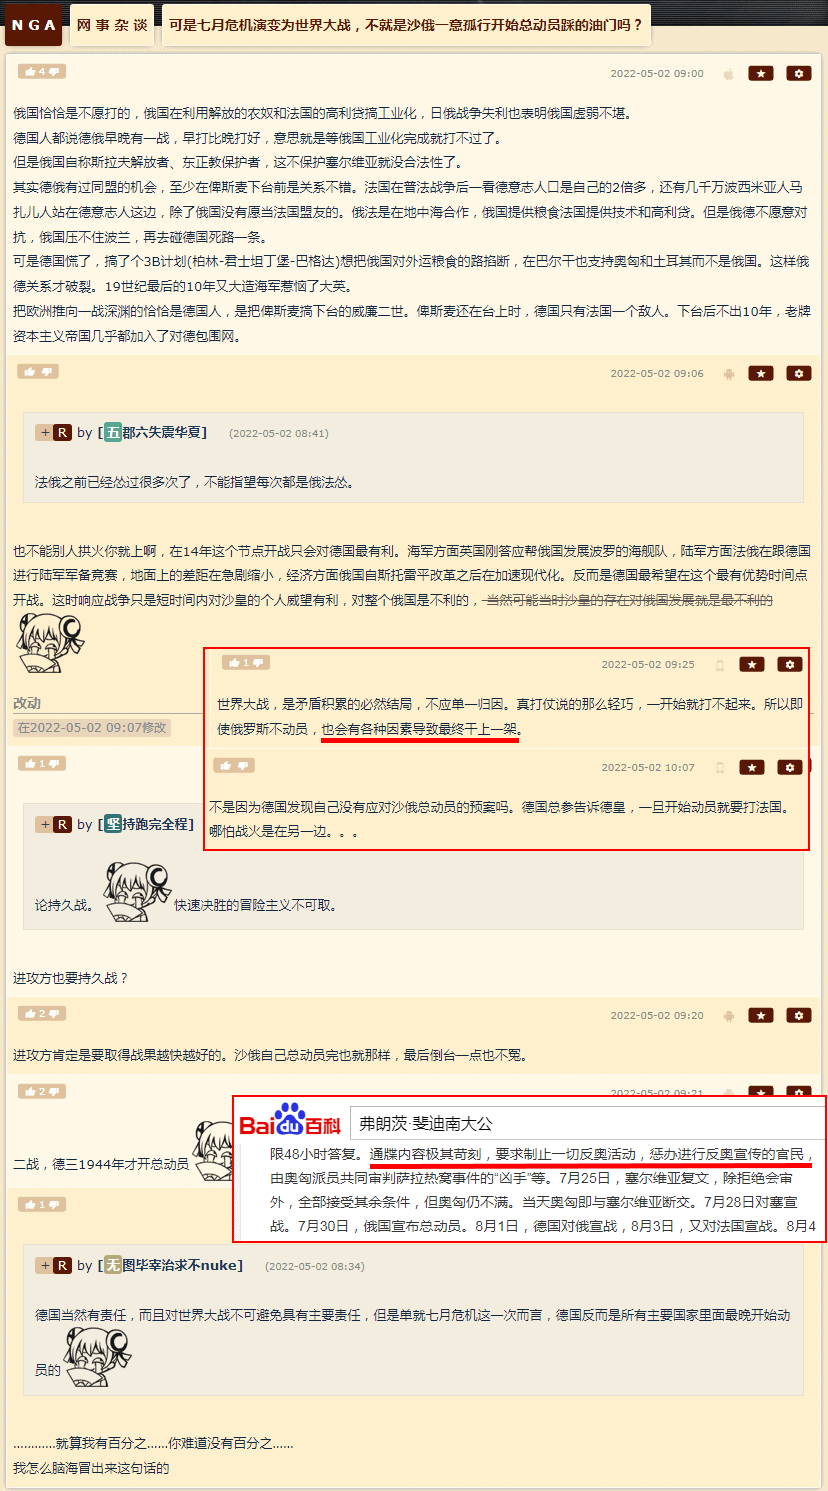 NGA 网事杂谈 可是七月危机演变为世界大战，不就是沙俄一意孤行开始总动员踩的油门吗？
4 2022-05-02 09:00
俄国恰恰是不愿打的，俄国在利用解放的农奴和法国的高利贷搞工业化，日俄战争失利也表明俄国虚弱不堪。
德国人都说德俄早晚有一战，早打比晚打好，意思就是等俄国工业化完成就打不过了。
但是俄国自称斯拉夫解放者、东正教保护者，这不保护塞尔维亚就没合法性了。
其实德俄有过同盟的机会，至少在俾斯麦下台前是关系不错。法国在普法战争后一看德意志人口是自己的2倍多，还有几千万波西米亚人马
扎儿人站在德意志人这边，除了俄国没有愿当法国盟友的。俄法是在地中海合作，俄国提供粮食法国提供技术和高利贷。但是俄德不愿意对
抗，俄国压不住波兰，再去碰德国死路一条。
可是德国慌了，搞了个3B计划(柏林-君士坦丁堡-巴格达)想把俄国对外运粮食的路掐断，在巴尔干也支持奥匈和土耳其而不是俄国。这样俄
德关系才破裂。19世纪最后的10年又大造海军惹恼了大英。
把欧洲推向一战深渊的恰恰是德国人，是把俾斯麦搞下台的威廉二世。俾斯麦还在台上时，德国只有法国一个敌人。下台后不出10年，老牌
资本主义帝国几乎都加入了对德包围网。
2022-05-02 09:06
+ R by [五郡六失震华夏] (2022-05-02 08:41)
法俄之前已经怂过很多次了，不能指望每次都是俄法怂。
也不能别人拱火你就上啊，在14年这个节点开战只会对德国最有利。海军方面英国刚答应帮俄国发展波罗的海舰队，陆军方面法俄在跟德国
进行陆军军备竞赛，地面上的差距在急剧缩小，经济方面俄国自斯托雷平改革之后在加速现代化。反而是德国最希望在这个最有优势时间点
开战。这时响应战争只是短时间内对沙皇的个人威望有利，对整个俄国是不利的，当然可能当时沙皇的存在对俄国发展就是最不利的
改动
在2022-05-02 09:07修改
1 2022-05-02 09:25
世界大战，是矛盾积累的必然结局，不应单一归因。真打仗说的那么轻巧，一开始就打不起来。所以即
使俄罗斯不动员，也会有各种因素导致最终干上一架。
2022-05-02 10:07
不是因为德国发现自己没有应对沙俄总动员的预案吗。德国总参告诉德皇，一旦开始动员就要打法国。
哪怕战火是在另一边。。。
1
+ R by [坚持跑完全程]
论持久战。 快速决胜的冒险主义不可取。
进攻方也要持久战？
2 2022-05-02 09:20
进攻方肯定是要取得战果越快越好的。沙俄自己总动员完也就那样，最后倒台一点也不冤。
2 2022-05-02 09:21
二战，德三1944年才开总动员
Baidu百科 弗朗茨·斐迪南大公
限48小时答复。通牒内容极其苛刻，要求制止一切反奥活动，惩办进行反奥宣传的官民，
由奥匈派员共同审判萨拉热窝事件的“凶手”等。7月25日，塞尔维亚复文，除拒绝会审
外，全部接受其余条件，但奥匈仍不满。当天奥匈即与塞尔维亚断交。7月28日对塞宣
战。7月30日，俄国宣布总动员。8月1日，德国对俄宣战，8月3日，又对法国宣战。8月4
1
+ R by [无图毕宰治求不nuke] (2022-05-02 08:34)
德国当然有责任，而且对世界大战不可避免具有主要责任，但是单就七月危机这一次而言，德国反而是所有主要国家里面最晚开始动
员的
…………就算我有百分之……你难道没有百分之……
我怎么脑海冒出来这句话的